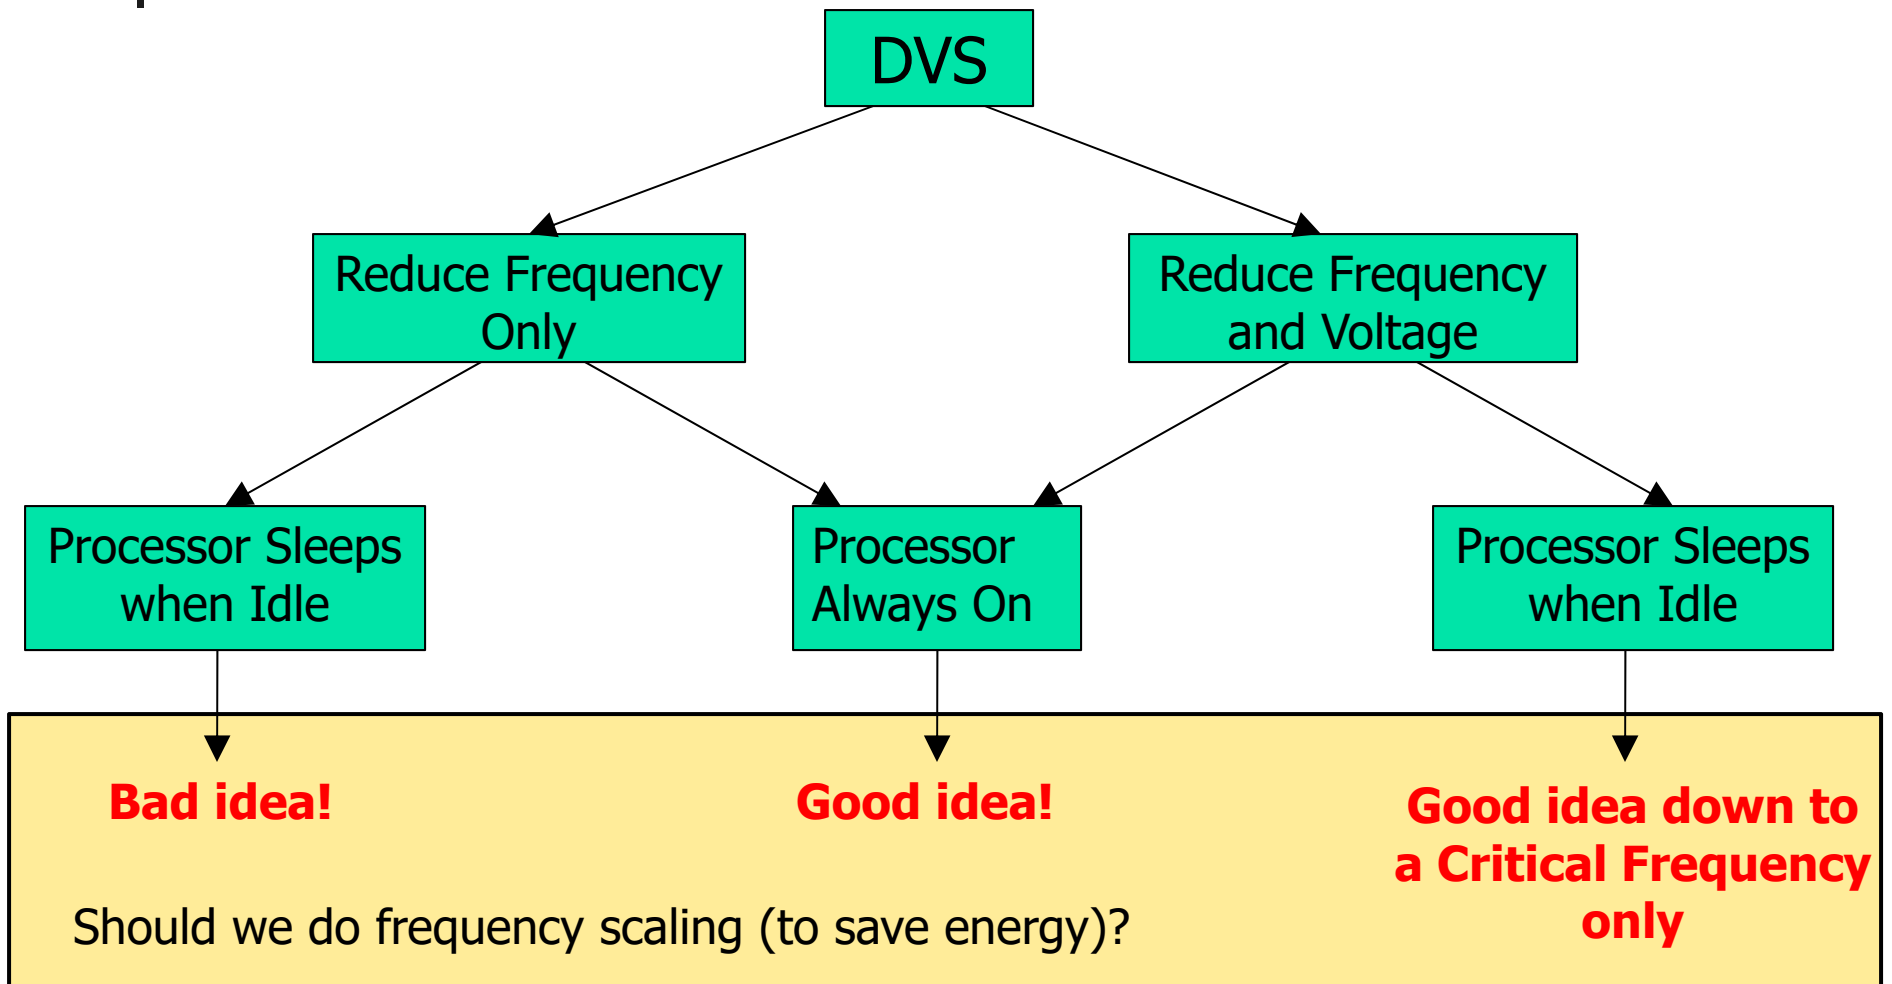 DVS
Reduce Frequency
Only
Reduce Frequency
and Voltage
Processor Sleeps
when Idle
Processor
Always On
Processor Sleeps
when Idle
Bad idea!
Good idea!
Good idea down to
a Critical Frequency
only
Should we do frequency scaling (to save energy)?